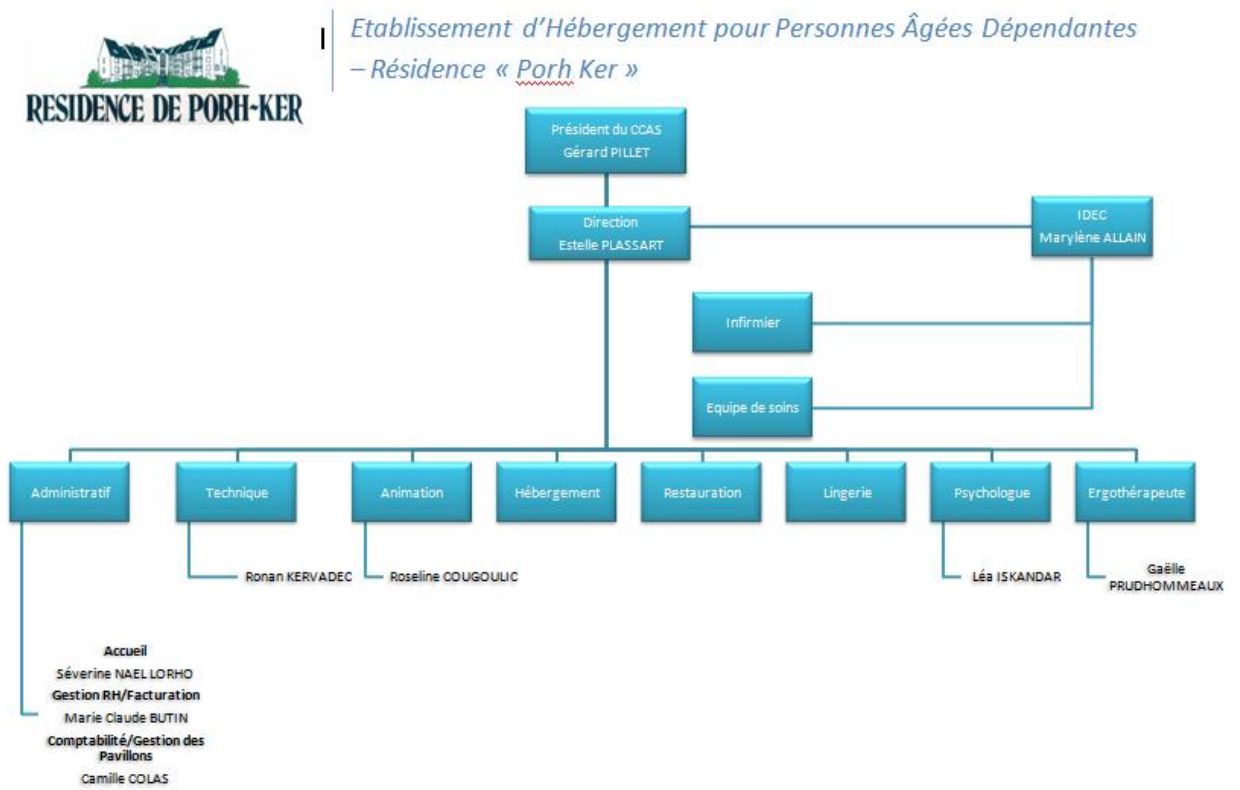 Etablissement d'Hébergement pour Personnes Âgées Dépendantes
– Résidence « Porh Ker »
RESIDENCE DE PORH-KER
Président du CCAS
Gérard PILLET
Direction
Estelle PLASSART
IDEC
Marylène ALLAIN
Infirmier
Equipe de soins
Administratif
Technique
Animation
Hébergement
Restauration
Lingerie
Psychologue
Ergothérapeute
Ronan KERVADEC
Roseline COUGOULIC
Léa ISKANDAR
Gaëlle
PRUDHOMMEAUX
Accueil
Séverine NAEL LORHO
Gestion RH/Facturation
Marie Claude BUTIN
Comptabilité/Gestion des
Pavillons
Camille COLAS